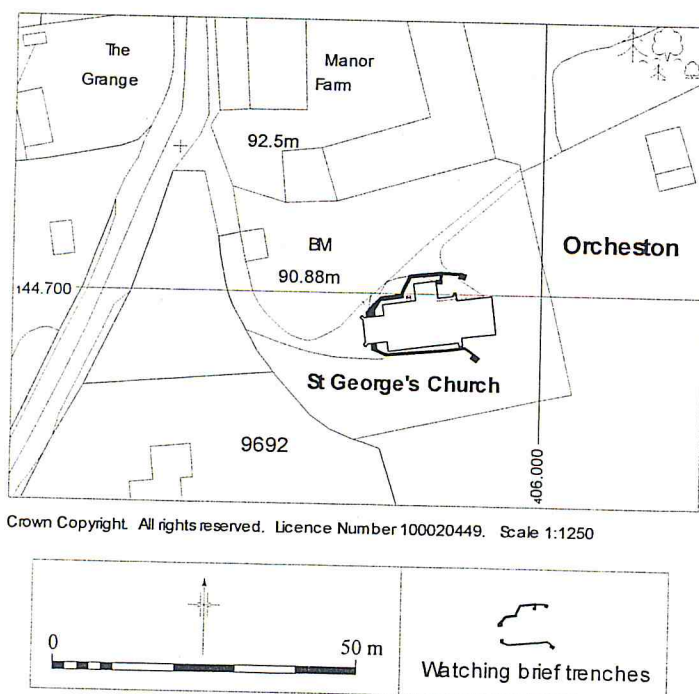 The
Grange
Manor
Farm
92.5m
BM
90.88m
Orcheston
144.700
St George's Church
9692
406.000
Crown Copyright. All rights reserved. Licence Number 100020449. Scale 1:1250
0
50 m
Watching brief trenches